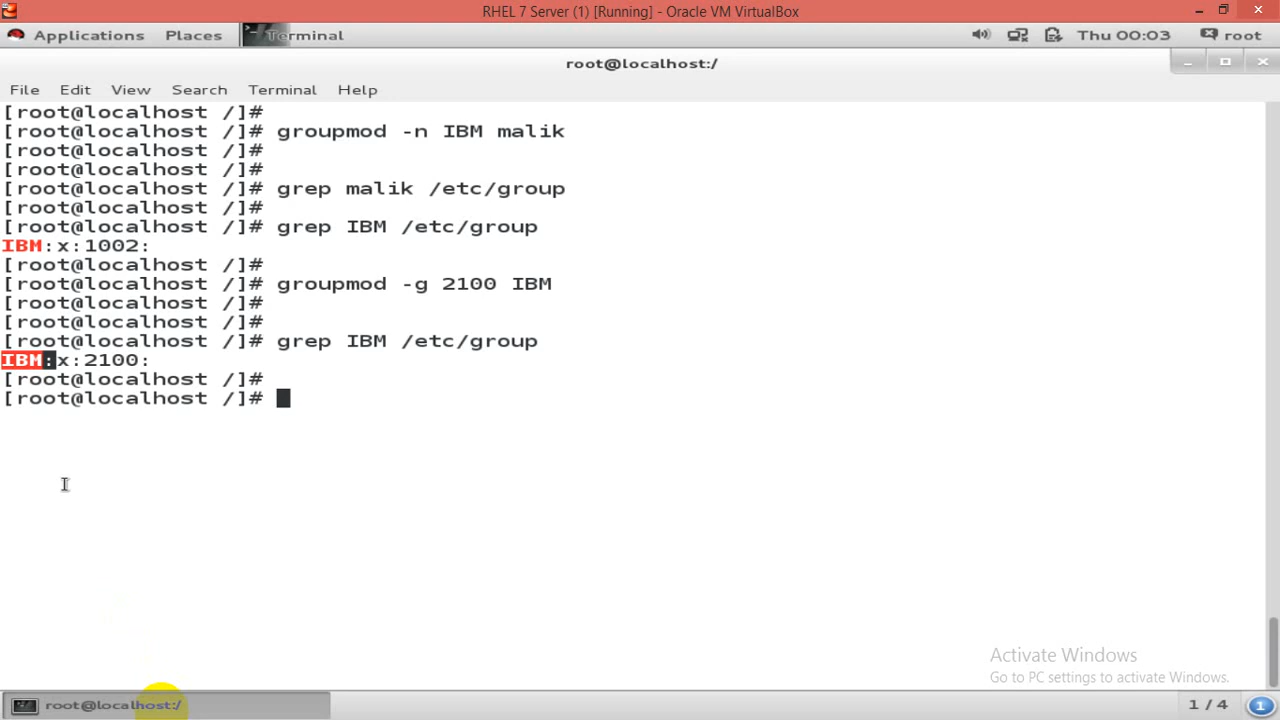 RHEL 7 Server (1) [Running] - Oracle VM VirtualBox
Applications Places Terminal Thu 00:03 root
root@localhost:/
File Edit View Search Terminal Help
[root@localhost /]#
[root@localhost /]# groupmod -n IBM malik
[root@localhost /]#
[root@localhost /]#
[root@localhost /]# grep malik /etc/group
[root@localhost /]#
[root@localhost /]# grep IBM /etc/group
IBM:x:1002:
[root@localhost /]#
[root@localhost /]# groupmod -g 2100 IBM
[root@localhost /]#
[root@localhost /]#
[root@localhost /]# grep IBM /etc/group
IBM:x:2100:
[root@localhost /]#
[root@localhost /]#
Activate Windows
Go to PC settings to activate Windows.
root@localhost:/ 1 / 4 1